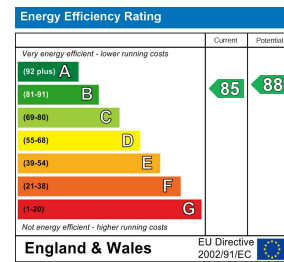 Energy Efficiency Rating
Current Potential
Very energy efficient - lower running costs
(92 plus) A
(81-91) B
85 88
(69-80) C
(55-68) D
(39-54) E
(21-38) F
(1-20) G
Not energy efficient - higher running costs
England & Wales
EU Directive
2002/91/EC